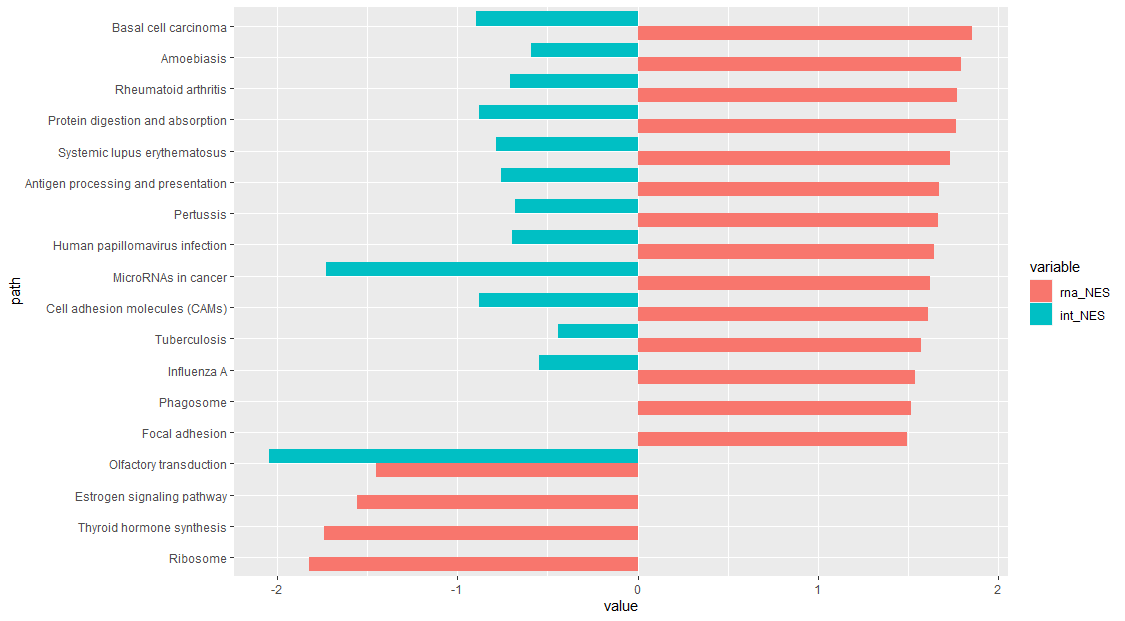 Basal cell carcinoma
Amoebiasis
Rheumatoid arthritis
Protein digestion and absorption
Systemic lupus erythematosus
Antigen processing and presentation
Pertussis
Human papillomavirus infection
MicroRNAs in cancer
Cell adhesion molecules (CAMs)
Tuberculosis
Influenza A
Phagosome
Focal adhesion
Olfactory transduction
Estrogen signaling pathway
Thyroid hormone synthesis
Ribosome
path
-2 -1 0 1 2
value
variable
rna_NES
int_NES